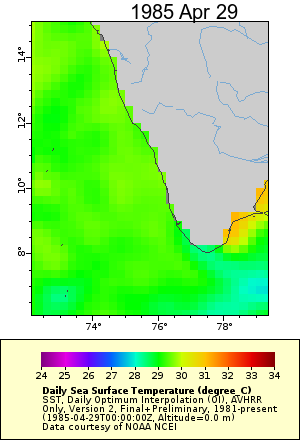 1985 Apr 29
14°
12°
10°
8°
74° 76° 78°
24 25 26 27 28 29 30 31 32 33 34
Daily Sea Surface Temperature (degree_C)
SST, Daily Optimum Interpolation (OI), AVHRR
Only, Version 2, Final+Preliminary, 1981-present
(1985-04-29T00:00:00Z, Altitude=0.0 m)
Data courtesy of NOAA NCEI